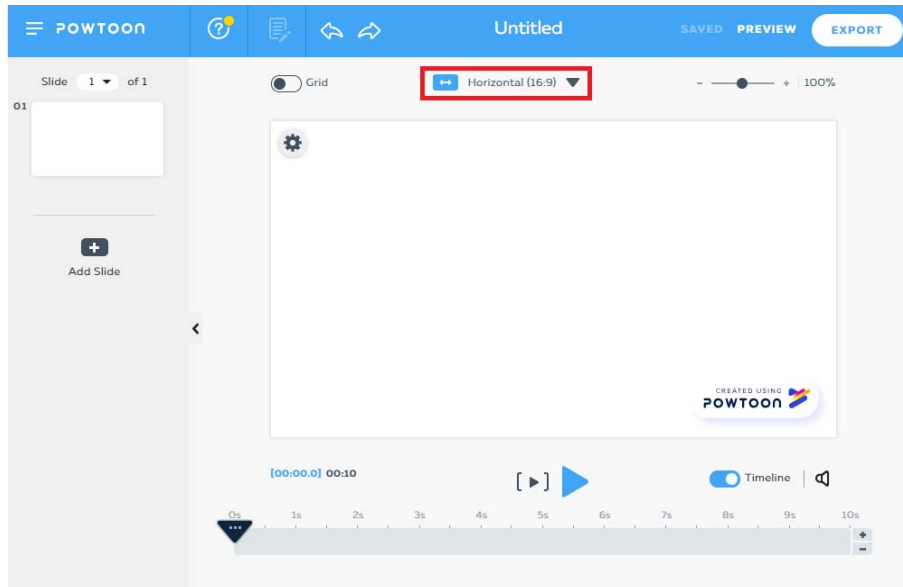 POWTOON
Untitled
SAVED PREVIEW EXPORT
Slide 1 of 1
Grid
Horizontal (16:9)
- + 100%
01
Add Slide
CREATED USING
POWTOON
[00:00.0] 00:10
Timeline
0s 1s 2s 3s 4s 5s 6s 7s 8s 9s 10s